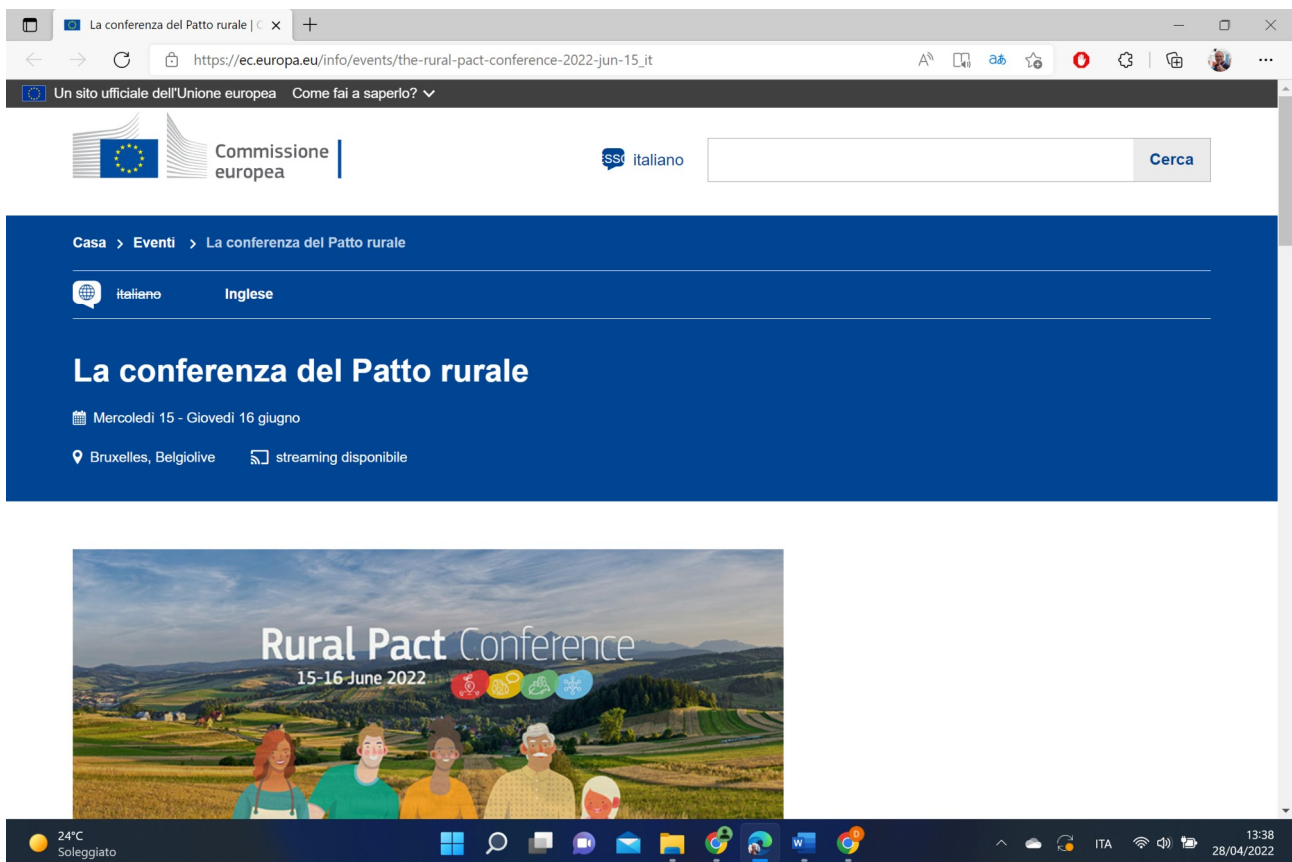 La conferenza del Patto rurale | C
https://ec.europa.eu/info/events/the-rural-pact-conference-2022-jun-15_it
Un sito ufficiale dell'Unione europea Come fai a saperlo?
Commissione
europea
italiano
Cerca
Casa > Eventi > La conferenza del Patto rurale
italiano Inglese
La conferenza del Patto rurale
Mercoledì 15 - Giovedì 16 giugno
Bruxelles, Belgiolive streaming disponibile
Rural Pact Conference
15-16 June 2022
24°C
Soleggiato
ITA
13:38
28/04/2022